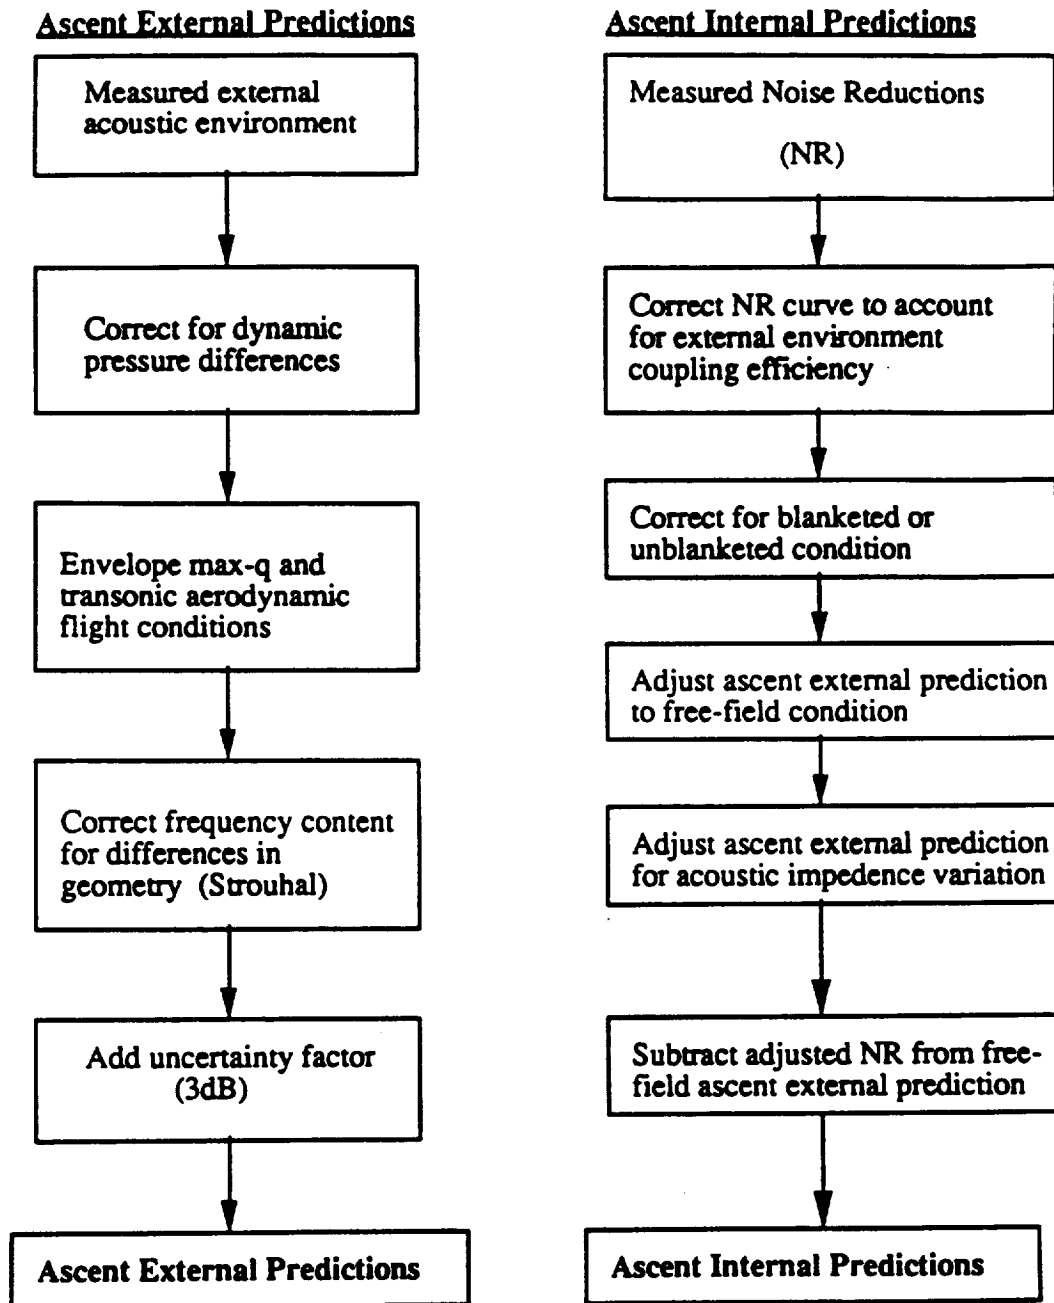 Ascent External Predictions
Measured external
acoustic environment
Correct for dynamic
pressure differences
Envelope max-q and
transonic aerodynamic
flight conditions
Correct frequency content
for differences in
geometry (Strouhal)
Add uncertainty factor
(3dB)
Ascent External Predictions
Ascent Internal Predictions
Measured Noise Reductions
(NR)
Correct NR curve to account
for external environment
coupling efficiency
Correct for blanketed or
unblanketed condition
Adjust ascent external prediction
to free-field condition
Adjust ascent external prediction
for acoustic impedence variation
Subtract adjusted NR from free-
field ascent external prediction
Ascent Internal Predictions